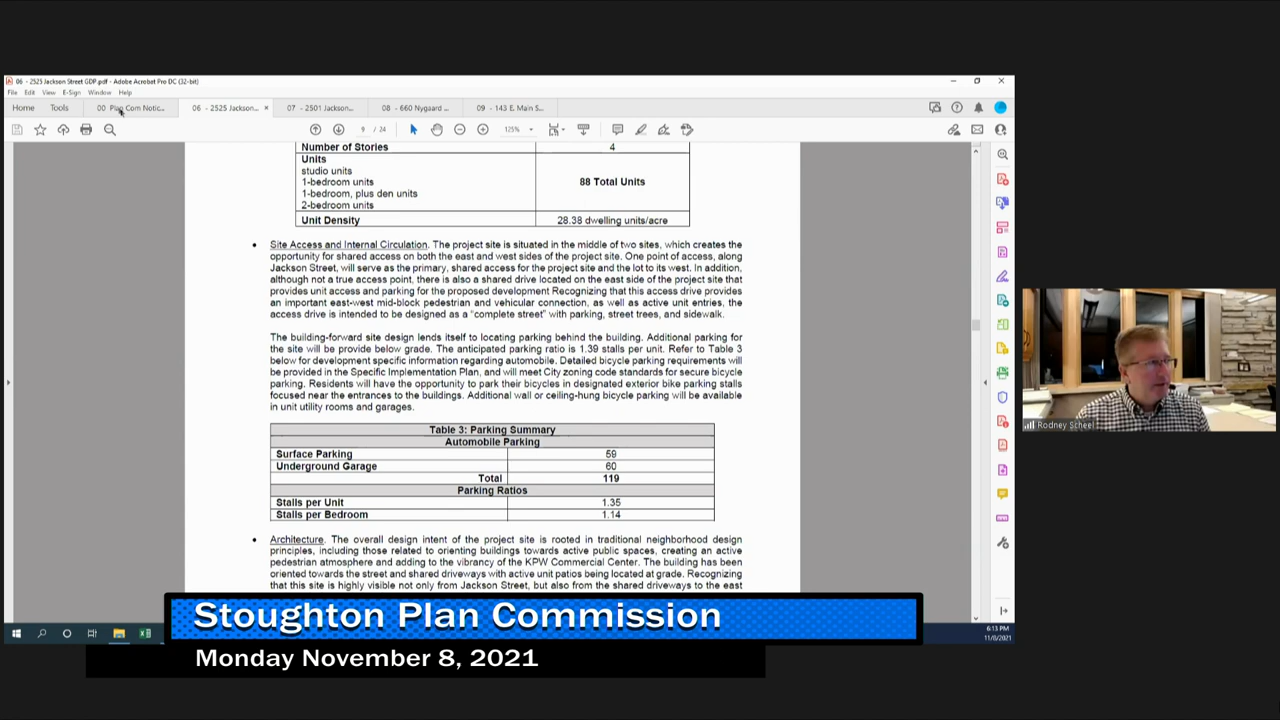 06 - 2525 Jackson Street GDP.pdf - Adobe Acrobat Pro DC (32-bit)
File Edit View E-Sign Window Help
Home Tools 00 Plan Com Notic... 06 - 2525 Jackson... × 07 - 2501 Jackson... 08 - 660 Nygaard ... 09 - 143 E. Main S...
9 / 24 125%
Number of Stories 4
Units
studio units
1-bedroom units
1-bedroom, plus den units
2-bedroom units
88 Total Units
Unit Density 28.38 dwelling units/acre
• Site Access and Internal Circulation. The project site is situated in the middle of two sites, which creates the
opportunity for shared access on both the east and west sides of the project site. One point of access, along
Jackson Street, will serve as the primary, shared access for the project site and the lot to its west. In addition,
although not a true access point, there is also a shared drive located on the east side of the project site that
provides unit access and parking for the proposed development Recognizing that this access drive provides
an important east-west mid-block pedestrian and vehicular connection, as well as active unit entries, the
access drive is intended to be designed as a "complete street" with parking, street trees, and sidewalk.
The building-forward site design lends itself to locating parking behind the building. Additional parking for
the site will be provide below grade. The anticipated parking ratio is 1.39 stalls per unit. Refer to Table 3
below for development specific information regarding automobile. Detailed bicycle parking requirements will
be provided in the Specific Implementation Plan, and will meet City zoning code standards for secure bicycle
parking. Residents will have the opportunity to park their bicycles in designated exterior bike parking stalls
focused near the entrances to the buildings. Additional wall or ceiling-hung bicycle parking will be available
in unit utility rooms and garages.
Table 3: Parking Summary
Automobile Parking
Surface Parking 59
Underground Garage 60
Total 119
Parking Ratios
Stalls per Unit 1.35
Stalls per Bedroom 1.14
• Architecture. The overall design intent of the project site is rooted in traditional neighborhood design
principles, including those related to orienting buildings towards active public spaces, creating an active
pedestrian atmosphere and adding to the vibrancy of the KPW Commercial Center. The building has been
oriented towards the street and shared driveways with active unit patios being located at grade. Recognizing
that this site is highly visible not only from Jackson Street, but also from the shared driveways to the east
Rodney Scheel
Stoughton Plan Commission
Monday November 8, 2021
6:13 PM
11/8/2021